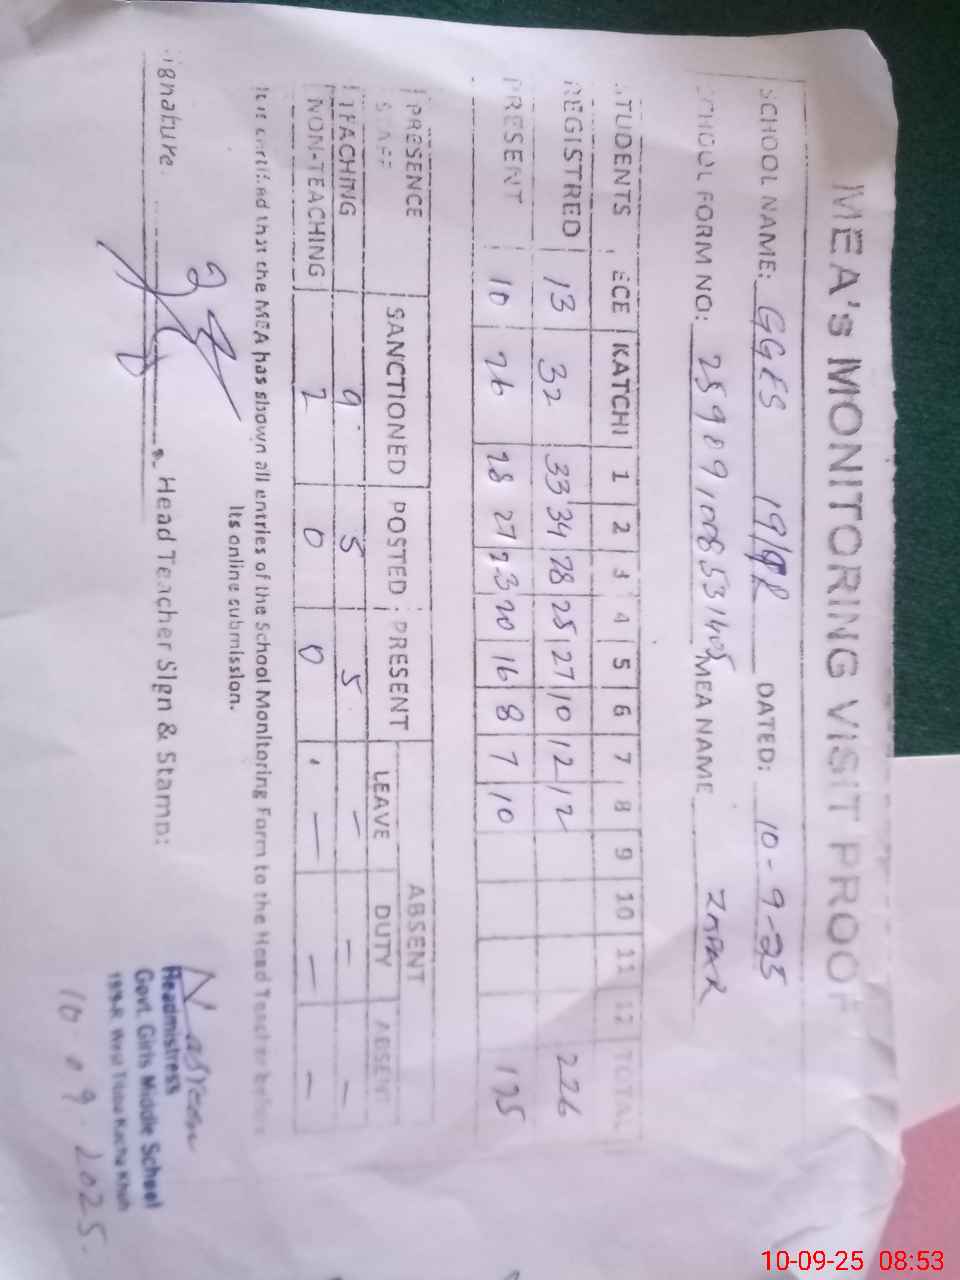 MEA's MONITORING VISIT PROOF
SCHOOL NAME: GGES 19/9R DATED: 10-9-25
SCHOOL FORM NO: MEA NAME ZAFAR
STUDENTS ECE KATCHI 1 2 3 4 5 6 7 8 9 10 11 12 TOTAL
REGISTRED 13 32 33 34 28 25 27 10 12 12 226
PRESENT 10 26 28 27 23 20 16 8 7 10 175
PRESENCE ABSENT
STAFF SANCTIONED POSTED PRESENT LEAVE DUTY ABSENT
TEACHING 9 5 5 – – –
NON-TEACHING 2 0 0 – – –
It is certified that the MEA has shown all entries of the School Monitoring Form to the Head Teacher before
Its online submission.
Signature. Head Teacher Sign & Stamp:
Nasreen
Headmistress
Govt. Girls Middle School
10.09.2025.
10-09-25 08:53